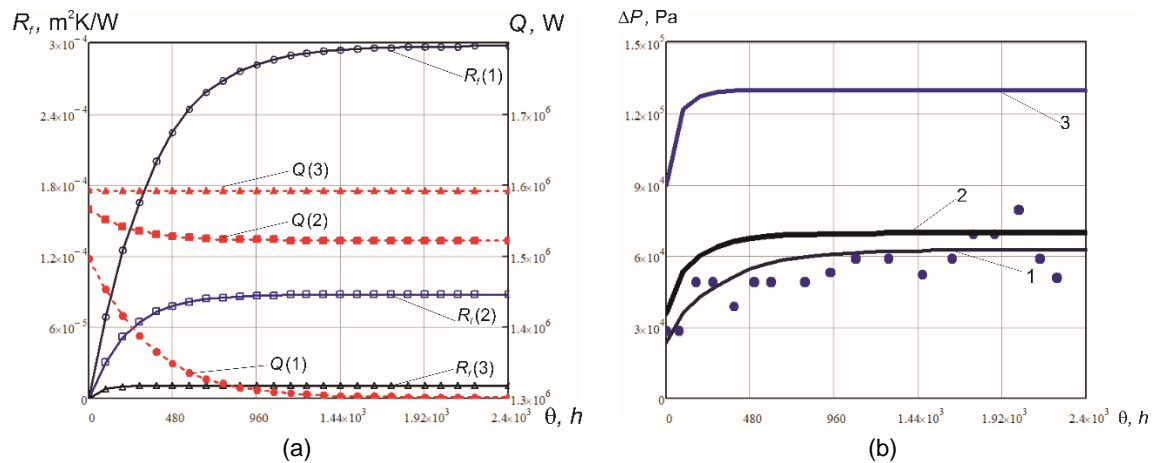 R_f, m²K/W
Q, W
3×10⁻⁴
2.4×10⁻⁴
1.8×10⁻⁴
1.2×10⁻⁴
6×10⁻⁵
0
1.7×10⁶
1.6×10⁶
1.5×10⁶
1.4×10⁶
1.3×10⁶
R_f(1)
Q(3)
Q(2)
R_f(2)
Q(1)
R_f(3)
0 480 960 1.44×10³ 1.92×10³ 2.4×10³
θ, h
(a)
ΔP, Pa
1.5×10⁵
1.2×10⁵
9×10⁴
6×10⁴
3×10⁴
0
3
2
1
0 480 960 1.44×10³ 1.92×10³ 2.4×10³
θ, h
(b)